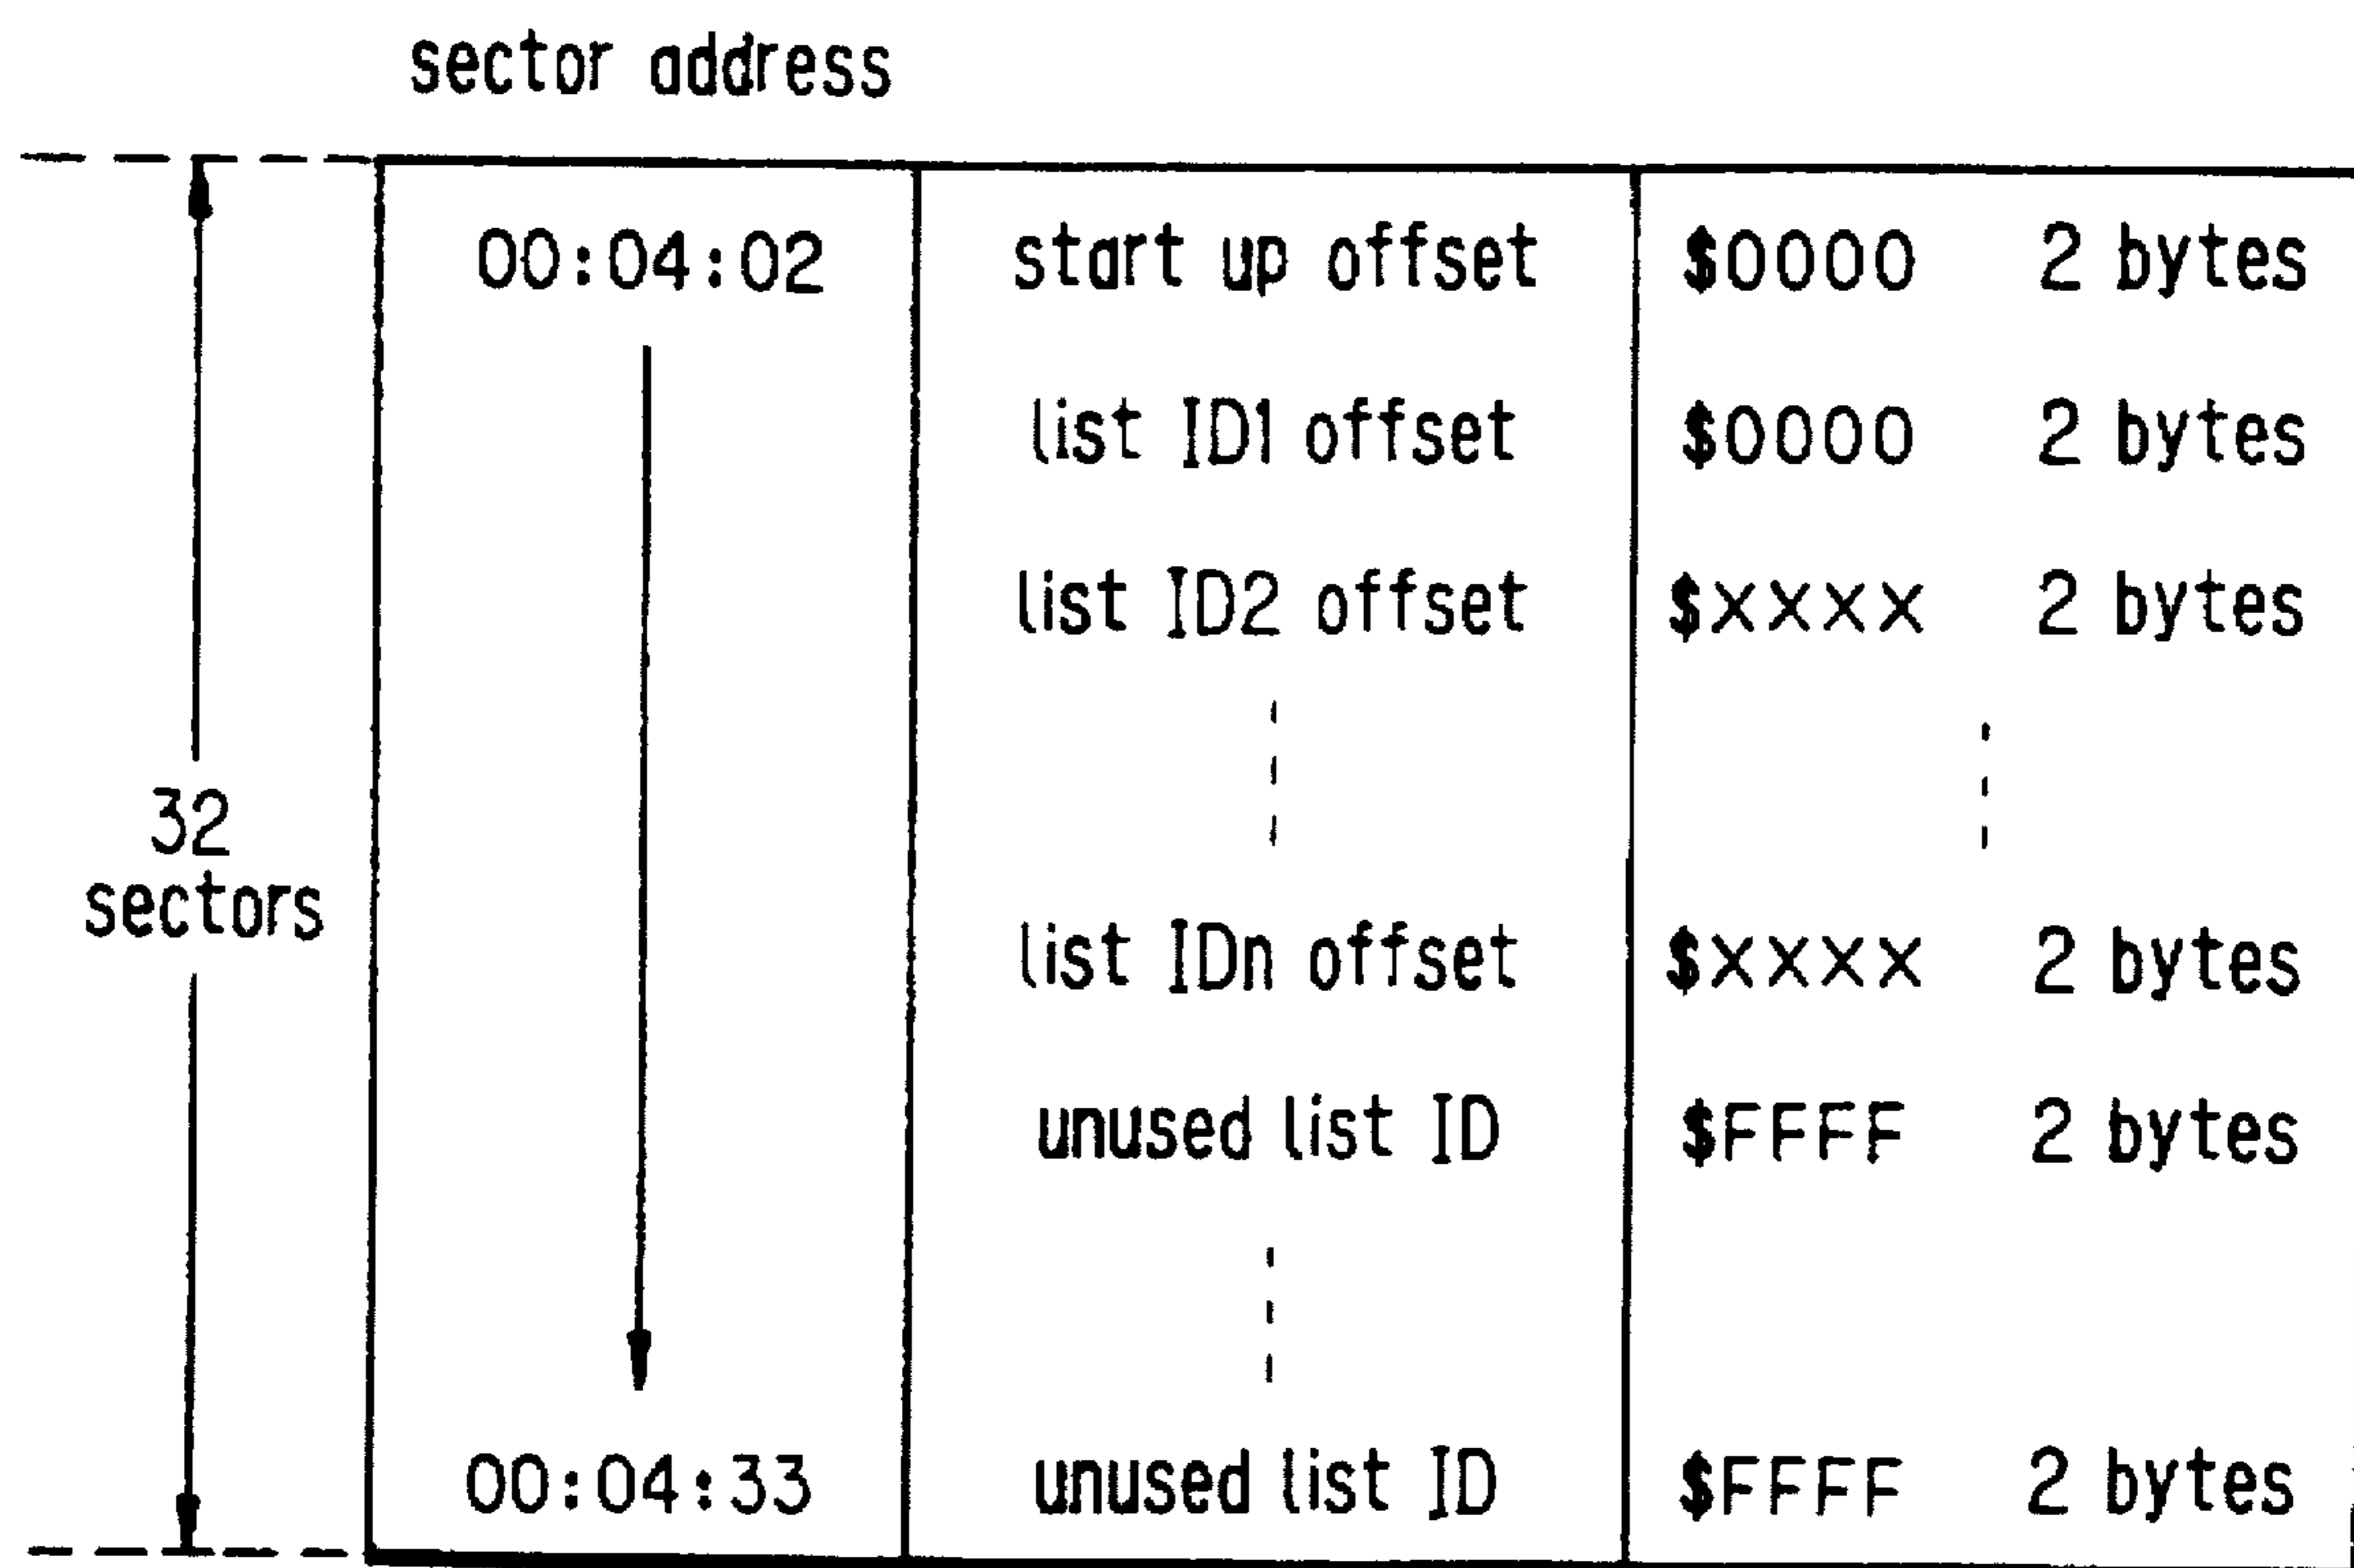 sector address
00:04:02 start up offset $0000 2 bytes
list ID1 offset $0000 2 bytes
list ID2 offset $XXXX 2 bytes
32
sectors
list IDn offset $XXXX 2 bytes
unused list ID $FFFF 2 bytes
00:04:33 unused list ID $FFFF 2 bytes